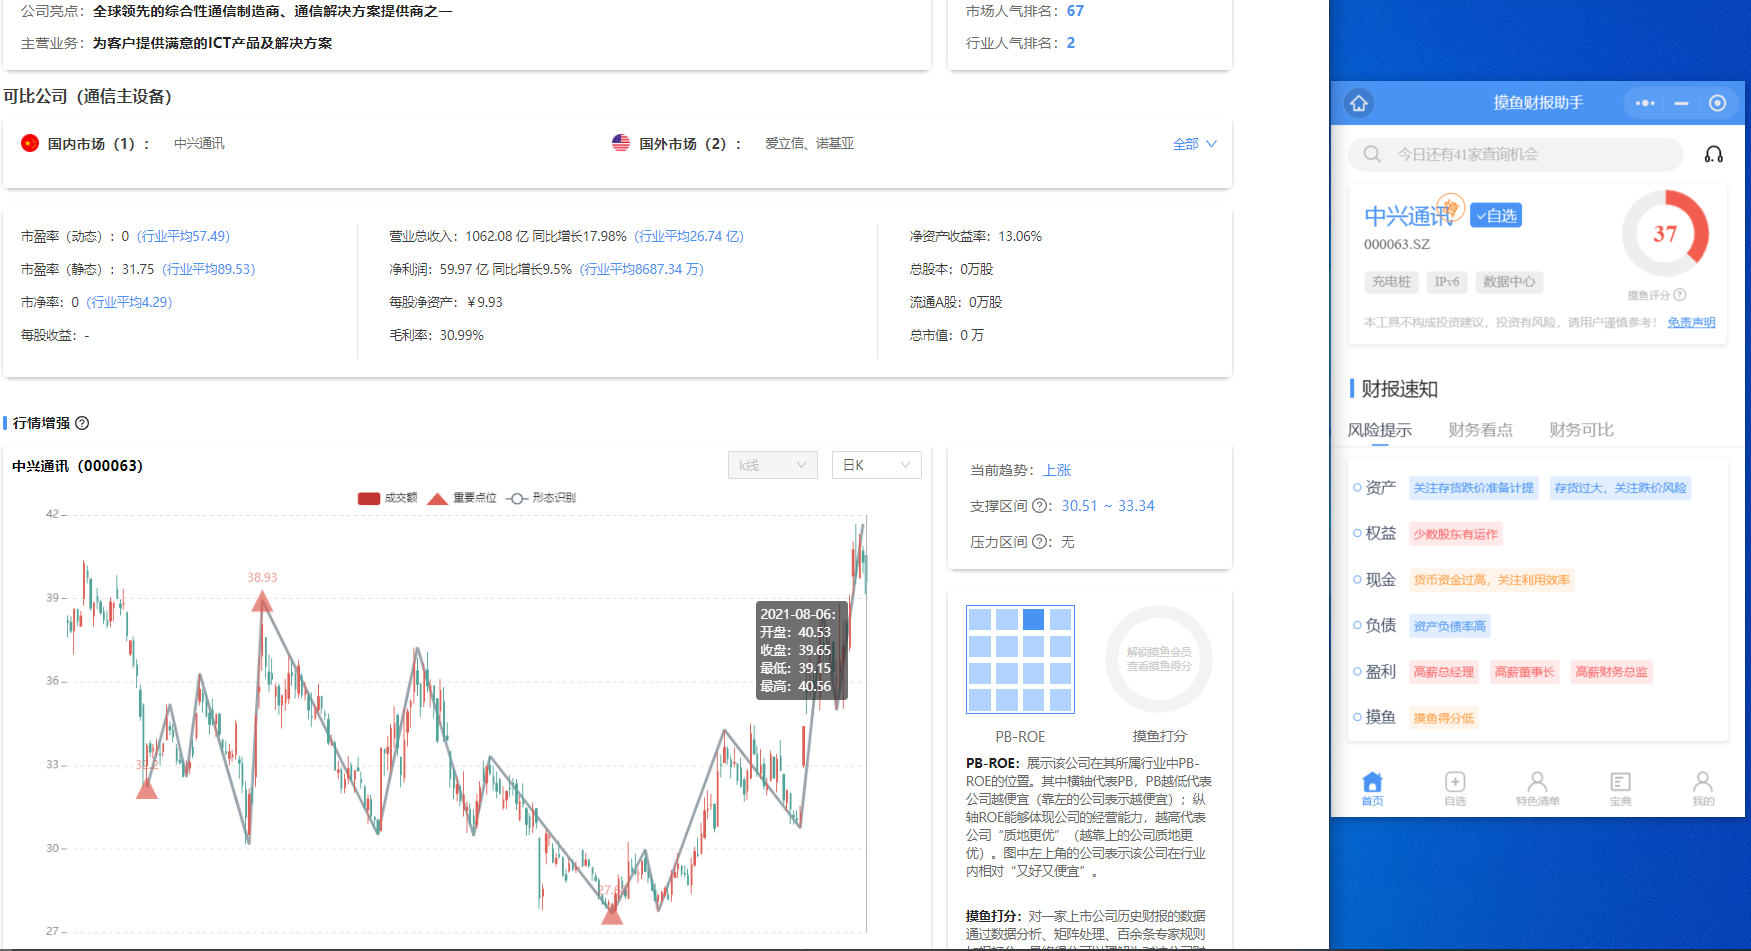 公司亮点：全球领先的综合性通信制造商、通信解决方案提供商之一
主营业务：为客户提供满意的ICT产品及解决方案
市场人气排名：67
行业人气排名：2
可比公司（通信主设备）
国内市场（1）： 中兴通讯
国外市场（2）： 爱立信、诺基亚
全部
市盈率（动态）：0（行业平均57.49）
市盈率（静态）：31.75（行业平均89.53）
市净率：0（行业平均4.29）
每股收益：-
营业总收入：1062.08 亿 同比增长17.98%（行业平均26.74 亿）
净利润：59.97 亿 同比增长9.5%（行业平均8687.34 万）
每股净资产：￥9.93
毛利率：30.99%
净资产收益率：13.06%
总股本：0万股
流通A股：0万股
总市值：0 万
行情增强
中兴通讯（000063）
k线
日K
成交额 重要点位 形态识别
42
39
36
33
30
27
38.93
32.2
2021-08-06：
开盘：40.53
收盘：39.65
最低：39.15
最高：40.56
当前趋势：上涨
支撑区间：30.51 ~ 33.34
压力区间：无
解锁摸鱼会员
查看摸鱼得分
PB-ROE
摸鱼打分
PB-ROE：展示该公司在其所属行业中PB-
ROE的位置。其中横轴代表PB，PB越低代表
公司越便宜（靠左的公司表示越便宜）；纵
轴ROE能够体现公司的经营能力，越高代表
公司“质地更优”（越靠上的公司质地更
优）。图中左上角的公司表示该公司在行业
内相对“又好又便宜”。
摸鱼打分：对一家上市公司历史财报的数据
通过数据分析、矩阵处理、百余条专家规则
摸鱼财报助手
今日还有41家查询机会
中兴通讯
自选
000063.SZ
充电桩 IPv6 数据中心
37
摸鱼评分
本工具不构成投资建议，投资有风险，请用户谨慎参考！ 免责声明
财报速知
风险提示 财务看点 财务可比
资产 关注存货跌价准备计提 存货过大，关注跌价风险
权益 少数股东有运作
现金 货币资金过高，关注利用效率
负债 资产负债率高
盈利 高薪总经理 高薪董事长 高薪财务总监
摸鱼 摸鱼得分低
首页 自选 特色清单 宝典 我的